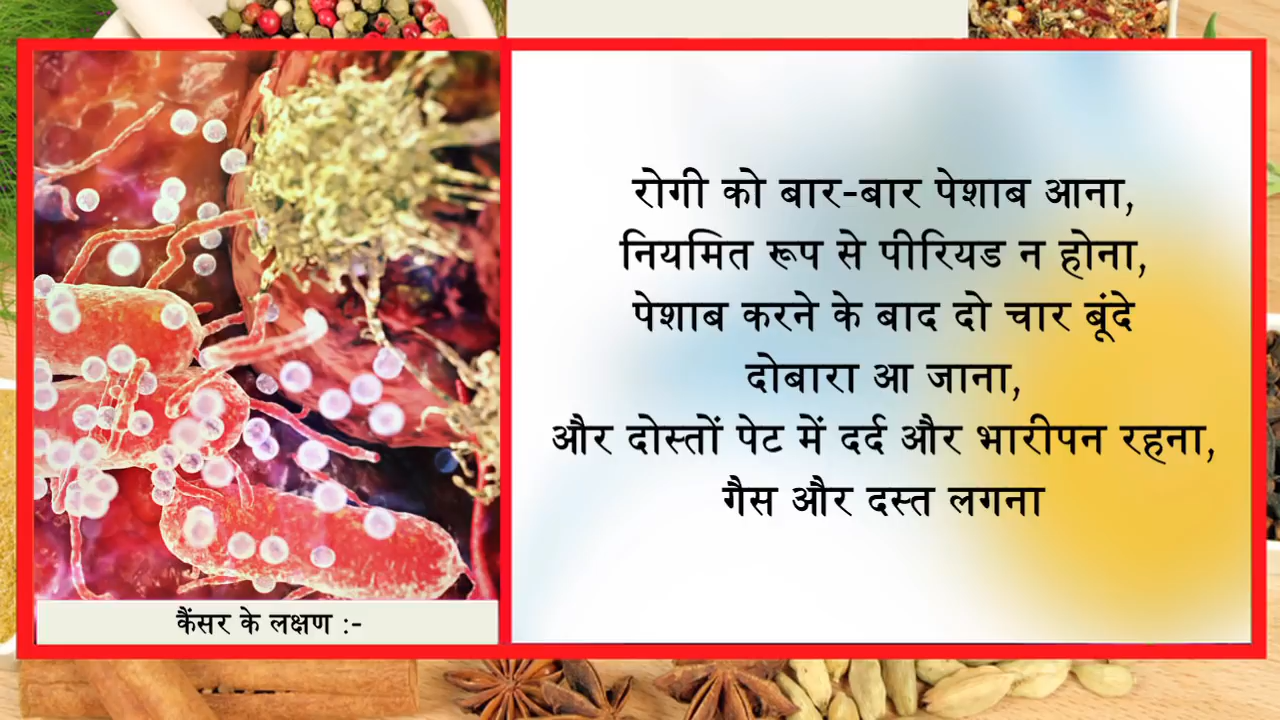 रोगी को बार-बार पेशाब आना,
नियमित रूप से पीरियड न होना,
पेशाब करने के बाद दो चार बूंदे
दोबारा आ जाना,
और दोस्तों पेट में दर्द और भारीपन रहना,
गैस और दस्त लगना
कैंसर के लक्षण :-